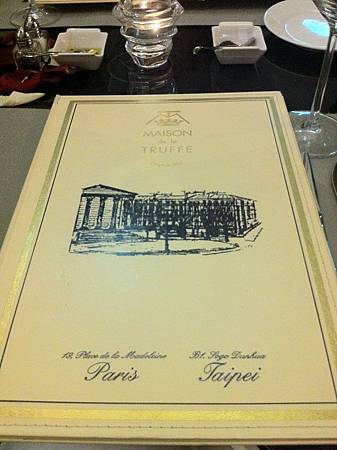 MAISON
de la
TRUFFE
19, Place de la Madeleine
Paris
B1, Sogo Dunhua
Taipei